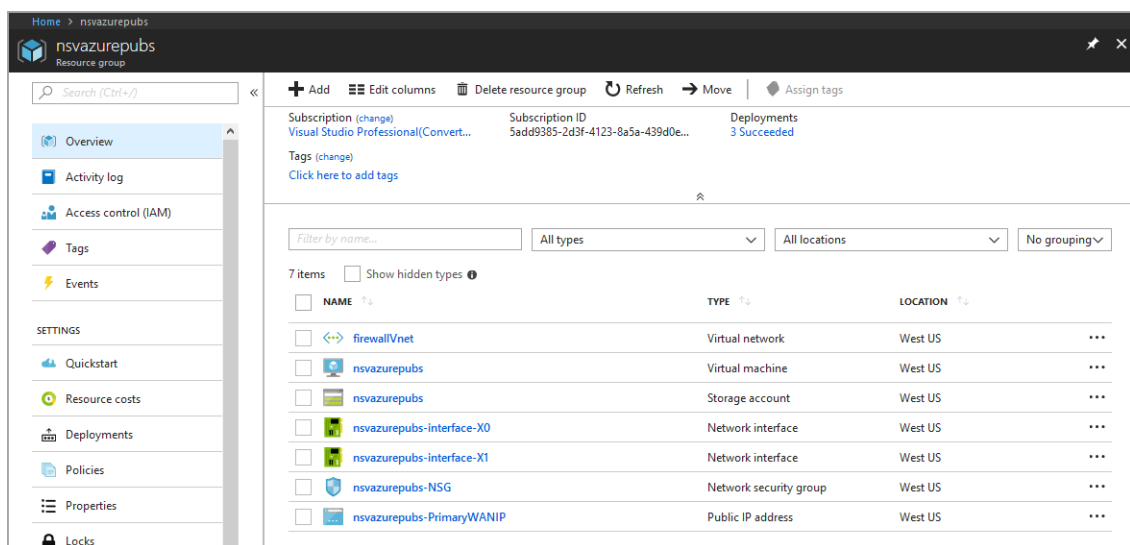 Home > nsvazurepubs
nsvazurepubs
Resource group
Search (Ctrl+/)
Overview
Activity log
Access control (IAM)
Tags
Events
SETTINGS
Quickstart
Resource costs
Deployments
Policies
Properties
Locks
Add Edit columns Delete resource group Refresh Move Assign tags
Subscription (change) Subscription ID Deployments
Visual Studio Professional(Convert... 5add9385-2d3f-4123-8a5a-439d0e... 3 Succeeded
Tags (change)
Click here to add tags
Filter by name... All types All locations No grouping
7 items Show hidden types
NAME TYPE LOCATION
firewallVnet Virtual network West US
nsvazurepubs Virtual machine West US
nsvazurepubs Storage account West US
nsvazurepubs-interface-X0 Network interface West US
nsvazurepubs-interface-X1 Network interface West US
nsvazurepubs-NSG Network security group West US
nsvazurepubs-PrimaryWANIP Public IP address West US